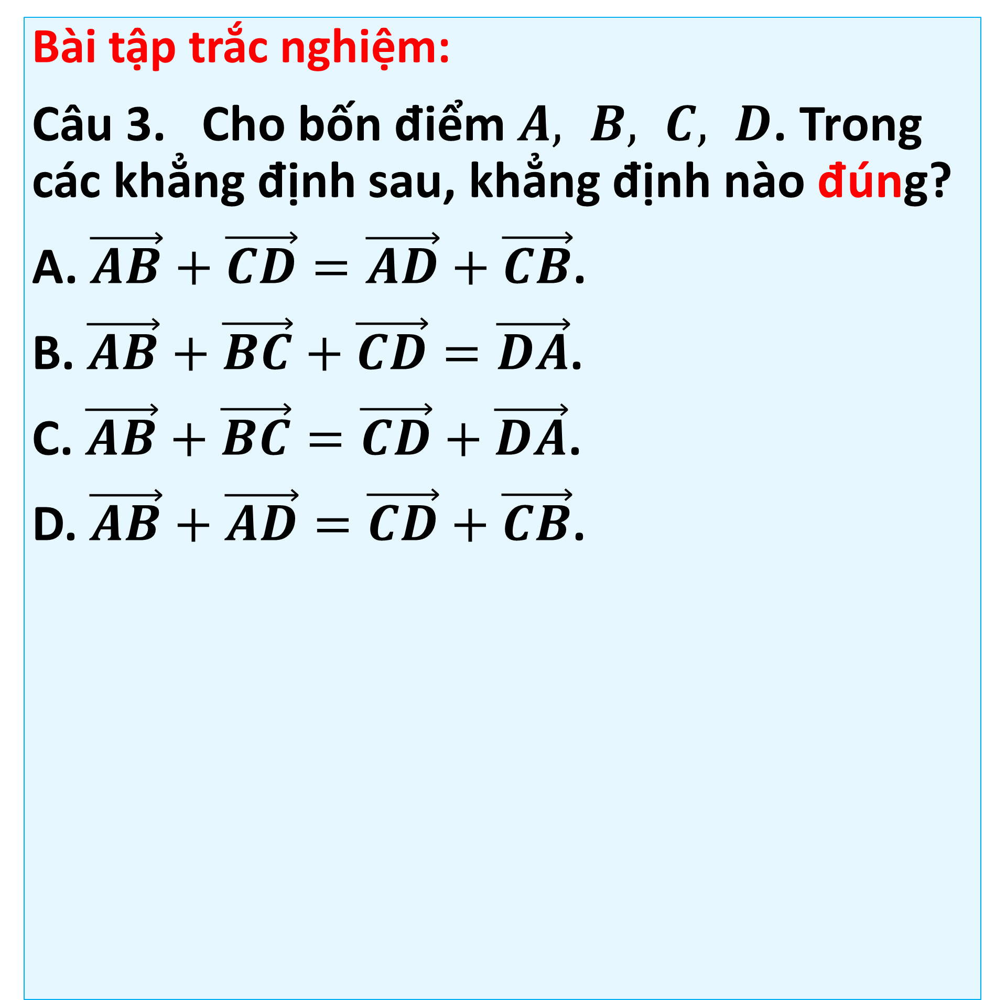 Bài tập trắc nghiệm:
Câu 3. Cho bốn điểm A, B, C, D. Trong
các khẳng định sau, khẳng định nào đúng?
A. $\overrightarrow{AB} + \overrightarrow{CD} = \overrightarrow{AD} + \overrightarrow{CB}$.
B. $\overrightarrow{AB} + \overrightarrow{BC} + \overrightarrow{CD} = \overrightarrow{DA}$.
C. $\overrightarrow{AB} + \overrightarrow{BC} = \overrightarrow{CD} + \overrightarrow{DA}$.
D. $\overrightarrow{AB} + \overrightarrow{AD} = \overrightarrow{CD} + \overrightarrow{CB}$.